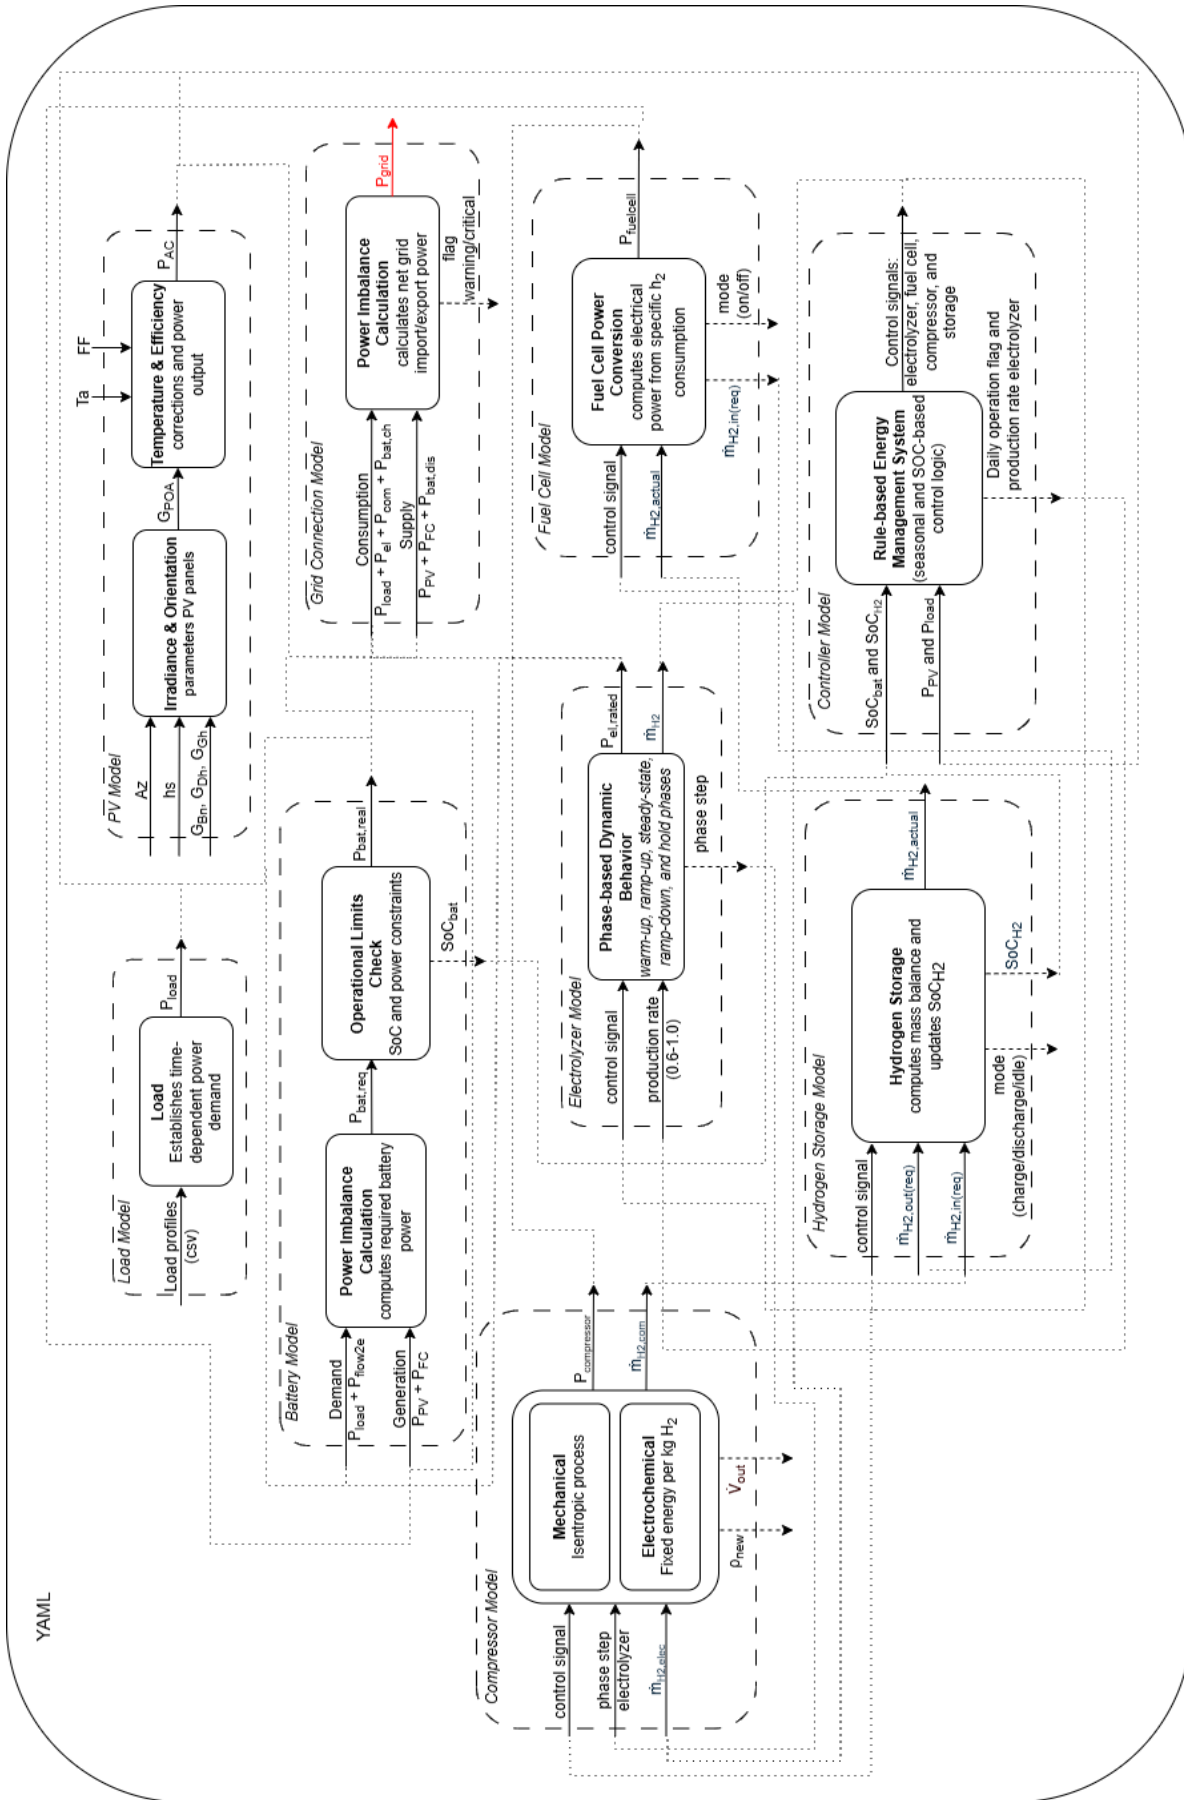 YAML
Load Model
Load profiles
(csv)
Load
Establishes time-
dependent power
demand
P_load
PV Model
Az
hs
G_Bn, G_Dh, G_Gh
Irradiance & Orientation
parameters PV panels
G_POA
Ta
FF
Temperature & Efficiency
corrections and power
output
P_AC
Battery Model
Demand
P_load + P_flow2e
Generation
P_PV + P_FC
Power Imbalance
Calculation
computes required battery
power
P_bat,req
Operational Limits
Check
SoC and power constraints
P_bat,real
SoC_bat
Grid Connection Model
Consumption
P_load + P_el + P_com + P_bat,ch
Supply
P_PV + P_FC + P_bat,dis
Power Imbalance
Calculation
calculates net grid
import/export power
P_grid
flag
warning/critical
Compressor Model
control signal
phase step
electrolyzer
ṁ_H2,elec
Mechanical
Isentropic process
Electrochemical
Fixed energy per kg H₂
P_compressor
ṁ_H2,com
ρ_new
V̇_out
Electrolyzer Model
control signal
production rate
(0.6-1.0)
Phase-based Dynamic
Behavior
warm-up, ramp-up, steady-state,
ramp-down, and hold phases
P_el,rated
ṁ_H2
phase step
Fuel Cell Model
control signal
ṁ_H2,actual
Fuel Cell Power
Conversion
computes electrical
power from specific h₂
consumption
P_fuelcell
ṁ_H2,in(req)
mode
(on/off)
Hydrogen Storage Model
control signal
ṁ_H2,out(req)
ṁ_H2,in(req)
Hydrogen Storage
computes mass balance and
updates SoC_H2
ṁ_H2,actual
mode
(charge/discharge/idle)
SoC_H2
Controller Model
SoC_bat and SoC_H2
P_PV and P_load
Rule-based Energy
Management System
(seasonal and SOC-based
control logic)
Control signals:
electrolyzer, fuel cell,
compressor, and
storage
Daily operation flag and
production rate electrolyzer